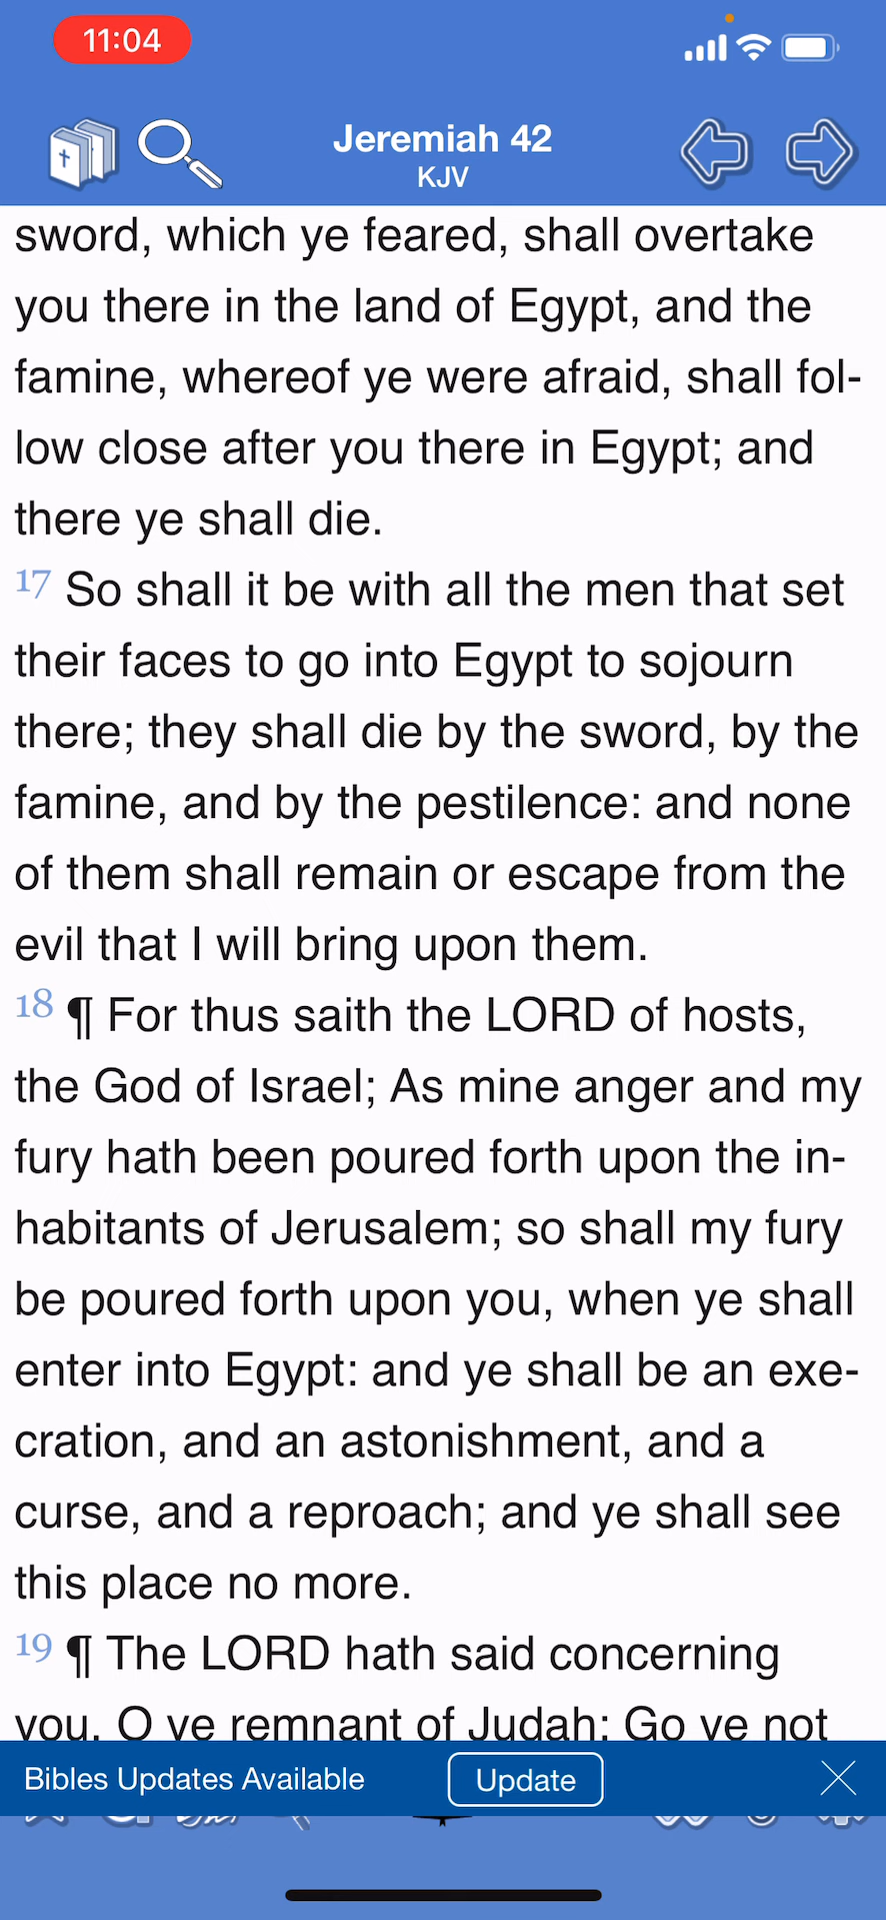 11:04
Jeremiah 42
KJV
sword, which ye feared, shall overtake
you there in the land of Egypt, and the
famine, whereof ye were afraid, shall fol-
low close after you there in Egypt; and
there ye shall die.
17 So shall it be with all the men that set
their faces to go into Egypt to sojourn
there; they shall die by the sword, by the
famine, and by the pestilence: and none
of them shall remain or escape from the
evil that I will bring upon them.
18 ¶ For thus saith the LORD of hosts,
the God of Israel; As mine anger and my
fury hath been poured forth upon the in-
habitants of Jerusalem; so shall my fury
be poured forth upon you, when ye shall
enter into Egypt: and ye shall be an exe-
cration, and an astonishment, and a
curse, and a reproach; and ye shall see
this place no more.
19 ¶ The LORD hath said concerning
you, O ye remnant of Judah; Go ye not
Bibles Updates Available
Update